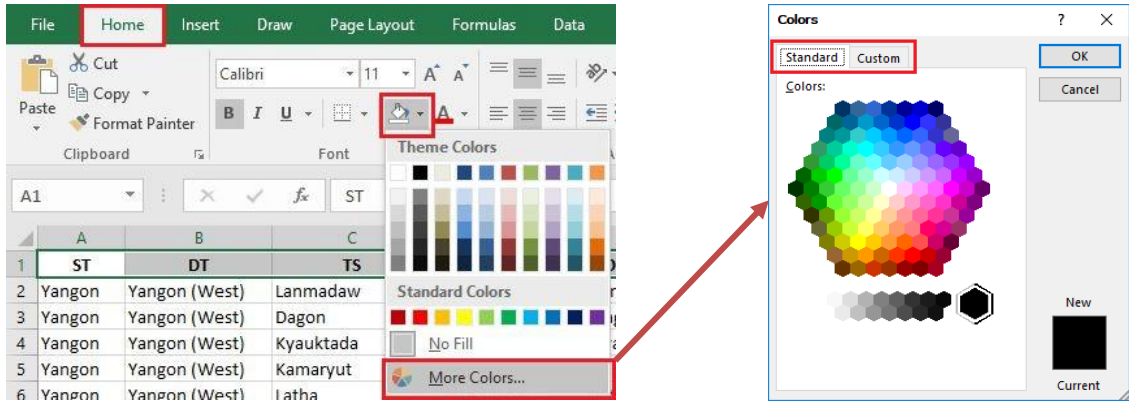 File Home Insert Draw Page Layout Formulas Data
Cut
Calibri 11 A A
Copy
Paste
Format Painter
B I U A
Clipboard Font
Theme Colors
A1 fx ST
A B C
1 ST DT TS
Standard Colors
2 Yangon Yangon (West) Lanmadaw
3 Yangon Yangon (West) Dagon
No Fill
4 Yangon Yangon (West) Kyauktada
5 Yangon Yangon (West) Kamaryut
More Colors...
6 Yangon Yangon (West) Latha
Colors ? X
Standard Custom
OK
Colors:
Cancel
New
Current